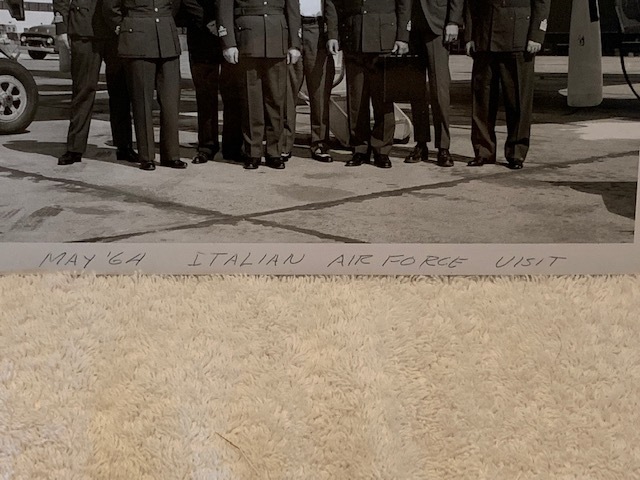 MAY '64 ITALIAN AIR FORCE VISIT